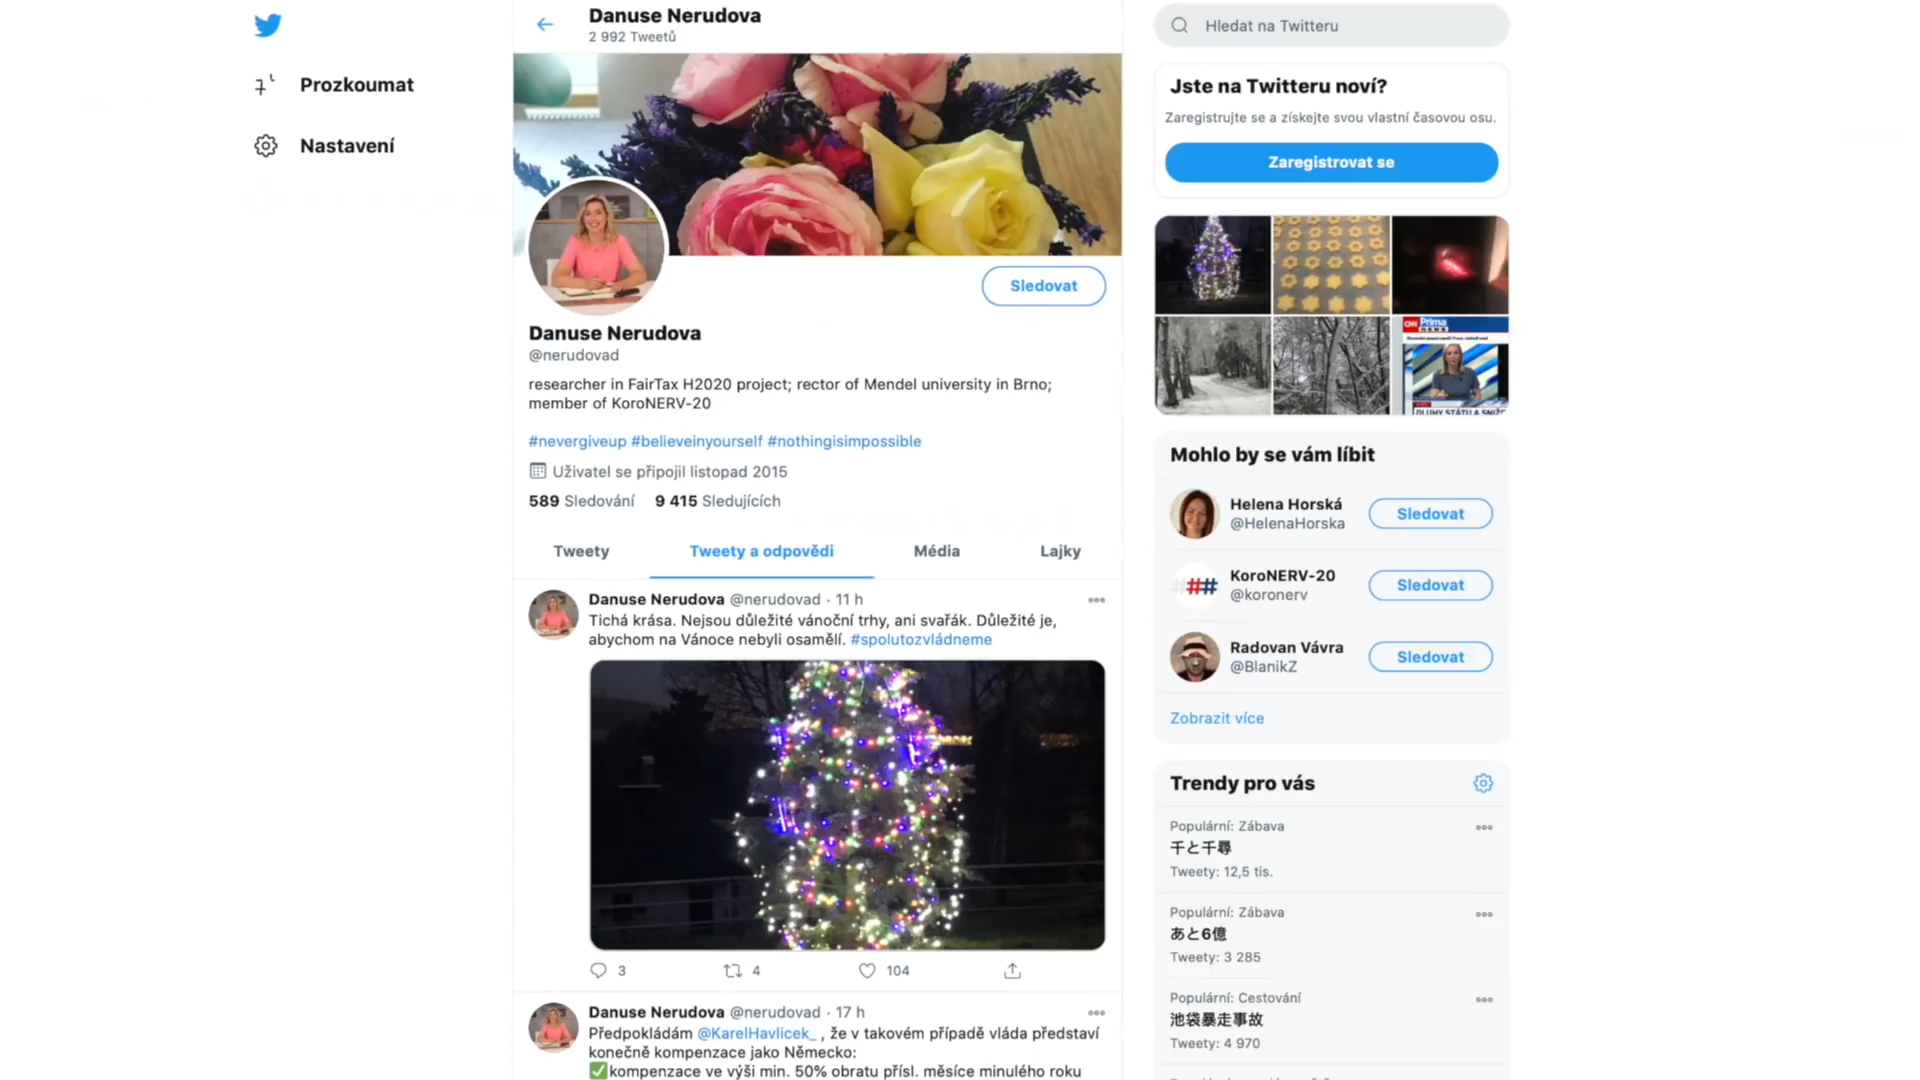 Prozkoumat
Nastavení
Danuse Nerudova
2 992 Tweetů
Sledovat
Danuse Nerudova
@nerudovad
researcher in FairTax H2020 project; rector of Mendel university in Brno;
member of KoroNERV-20
#nevergiveup #believeinyourself #nothingisimpossible
Uživatel se připojil listopad 2015
589 Sledování 9 415 Sledujících
Tweety Tweety a odpovědi Média Lajky
Danuse Nerudova @nerudovad · 11 h
Tichá krása. Nejsou důležité vánoční trhy, ani svařák. Důležité je,
abychom na Vánoce nebyli osamělí. #spolutozvládneme
3 4 104
Danuse Nerudova @nerudovad · 17 h
Předpokládám @KarelHavlicek_ , že v takovém případě vláda představí
konečně kompenzace jako Německo:
✅kompenzace ve výši min. 50% obratu přísl. měsíce minulého roku
Hledat na Twitteru
Jste na Twitteru noví?
Zaregistrujte se a získejte svou vlastní časovou osu.
Zaregistrovat se
CNN Prima
NEWS
DLUHY STÁTU A SNIŽ
Mohlo by se vám líbit
Helena Horská
@HelenaHorska
Sledovat
KoroNERV-20
@koronerv
Sledovat
Radovan Vávra
@BlanikZ
Sledovat
Zobrazit více
Trendy pro vás
Populární: Zábava
千と千尋
Tweety: 12,5 tis.
Populární: Zábava
あと6億
Tweety: 3 285
Populární: Cestování
池袋暴走事故
Tweety: 4 970